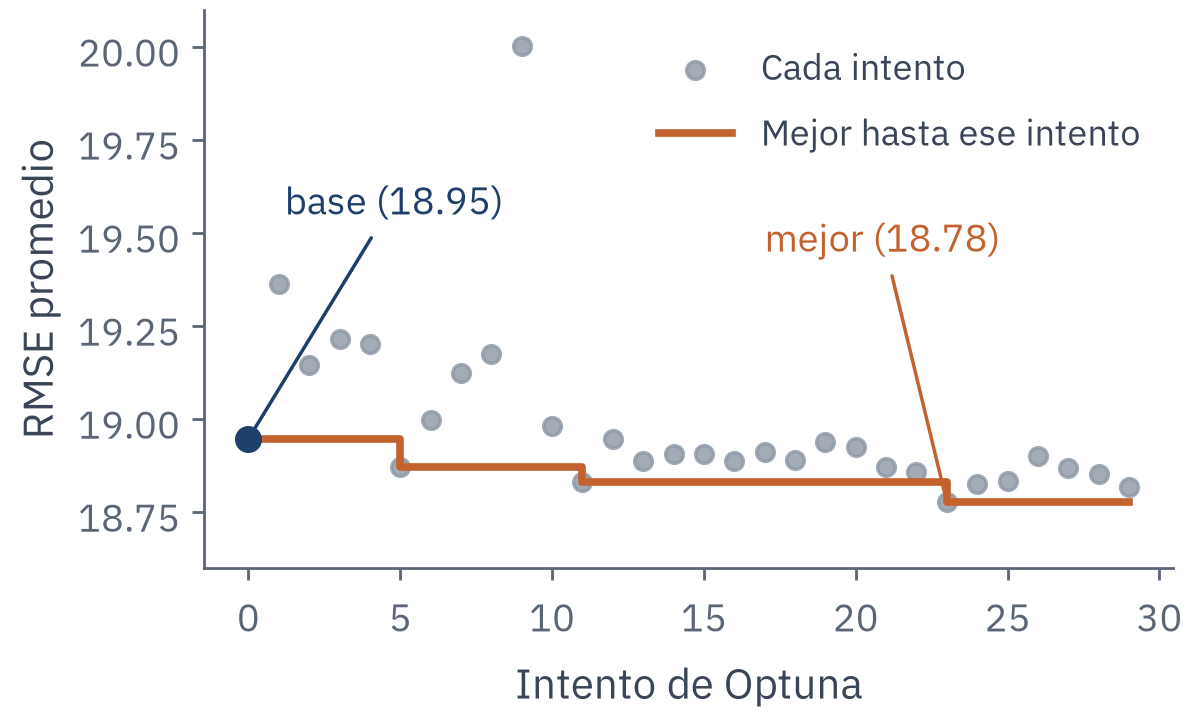 20.00
19.75
19.50
19.25
19.00
18.75
RMSE promedio
Cada intento
Mejor hasta ese intento
base (18.95)
mejor (18.78)
0 5 10 15 20 25 30
Intento de Optuna